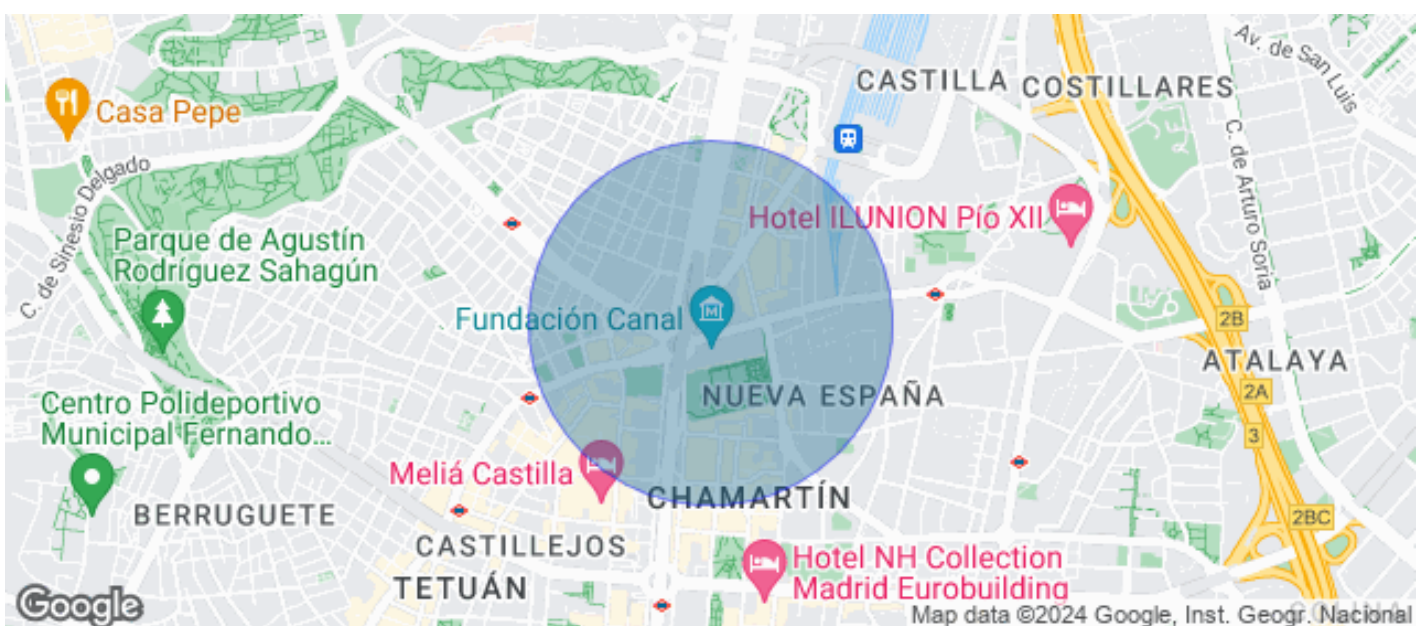 Av. de San Luis
CASTILLA
COSTILLARES
Casa Pepe
C. de Sinesio Delgado
C. de Arturo Soria
Hotel ILUNION Pío XII
Parque de Agustín
Rodríguez Sahagún
Fundación Canal
2B
ATALAYA
NUEVA ESPAÑA
2A
Centro Polideportivo
Municipal Fernando...
3
Meliá Castilla
CHAMARTÍN
BERRUGUETE
2BC
CASTILLEJOS
Hotel NH Collection
Madrid Eurobuilding
TETUÁN
Google
Map data ©2024 Google, Inst. Geogr. Nacional